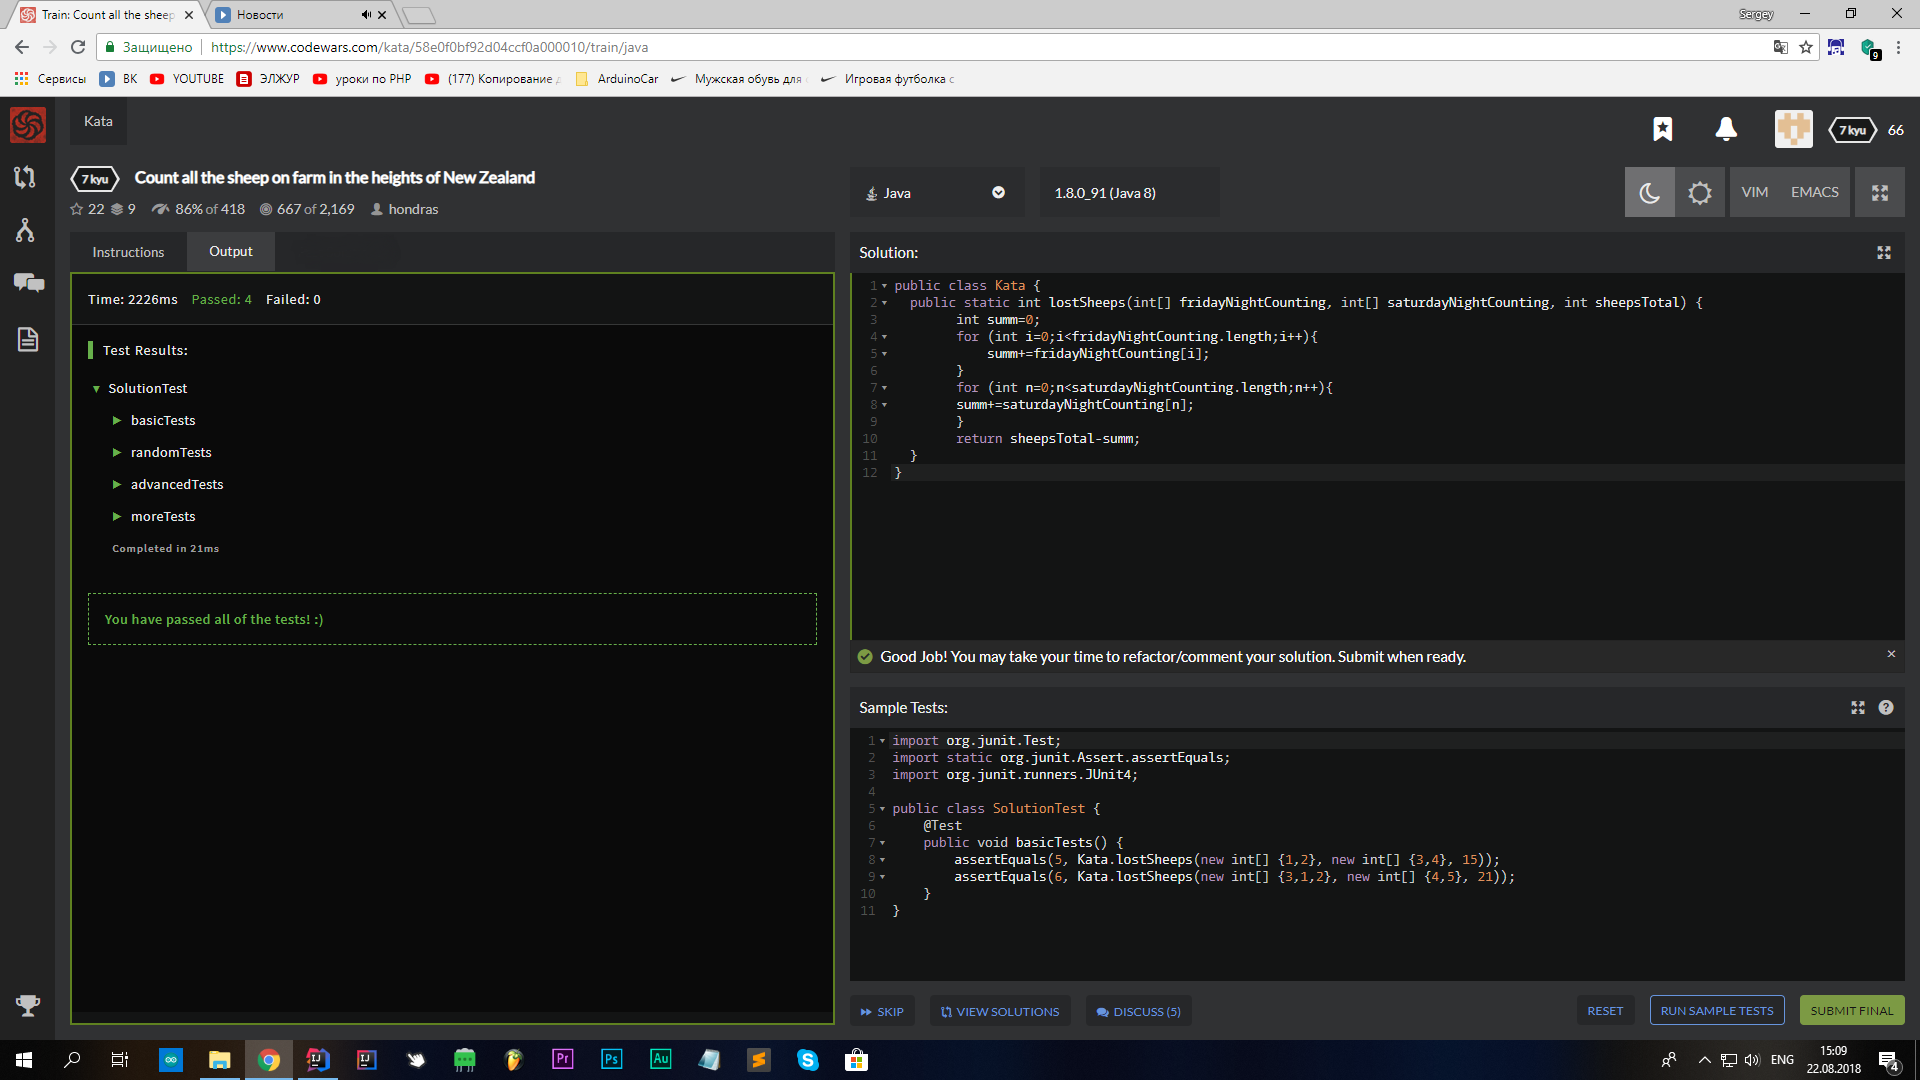 Train: Count all the sheep
Новости
Sergey
Защищено
https://www.codewars.com/kata/58e0f0bf92d04ccf0a000010/train/java
9
Сервисы
ВК
YOUTUBE
ЭЛЖУР
уроки по PHP
(177) Копирование
ArduinoCar
Мужская обувь для
Игровая футболка с
Kata
7 kyu
66
7 kyu
Count all the sheep on farm in the heights of New Zealand
22 9 86% of 418 667 of 2,169 hondras
Java
1.8.0_91 (Java 8)
VIM
EMACS
Instructions
Output
Time: 2226ms Passed: 4 Failed: 0
Test Results:
SolutionTest
basicTests
randomTests
advancedTests
moreTests
Completed in 21ms
You have passed all of the tests! :)
Solution:
1 public class Kata {
2 public static int lostSheeps(int[] fridayNightCounting, int[] saturdayNightCounting, int sheepsTotal) {
3 int summ=0;
4 for (int i=0;i<fridayNightCounting.length;i++){
5 summ+=fridayNightCounting[i];
6 }
7 for (int n=0;n<saturdayNightCounting.length;n++){
8 summ+=saturdayNightCounting[n];
9 }
10 return sheepsTotal-summ;
11 }
12 }
Good Job! You may take your time to refactor/comment your solution. Submit when ready.
Sample Tests:
1 import org.junit.Test;
2 import static org.junit.Assert.assertEquals;
3 import org.junit.runners.JUnit4;
4
5 public class SolutionTest {
6 @Test
7 public void basicTests() {
8 assertEquals(5, Kata.lostSheeps(new int[] {1,2}, new int[] {3,4}, 15));
9 assertEquals(6, Kata.lostSheeps(new int[] {3,1,2}, new int[] {4,5}, 21));
10 }
11 }
SKIP
VIEW SOLUTIONS
DISCUSS (5)
RESET
RUN SAMPLE TESTS
SUBMIT FINAL
IJ
IJ
Pr
Ps
Au
ENG
15:09
22.08.2018
4